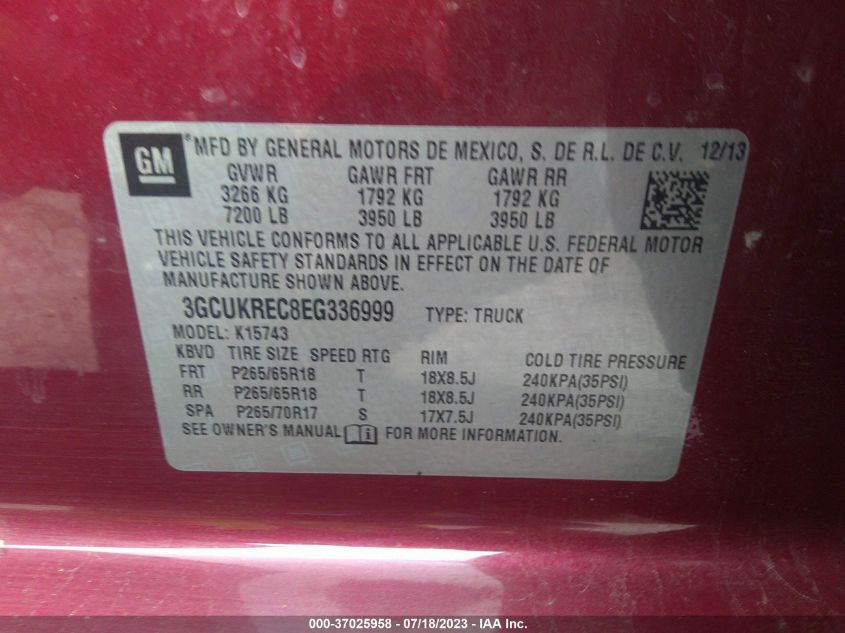 GM ® MFD BY GENERAL MOTORS DE MEXICO, S. DE R.L. DE C.V. 12/13
GVWR GAWR FRT GAWR RR
3266 KG 1792 KG 1792 KG
7200 LB 3950 LB 3950 LB
THIS VEHICLE CONFORMS TO ALL APPLICABLE U.S. FEDERAL MOTOR
VEHICLE SAFETY STANDARDS IN EFFECT ON THE DATE OF
MANUFACTURE SHOWN ABOVE.
3GCUKREC8EG336999 TYPE: TRUCK
MODEL: K15743
KBVD TIRE SIZE SPEED RTG RIM COLD TIRE PRESSURE
FRT P265/65R18 T 18X8.5J 240KPA(35PSI)
RR P265/65R18 T 18X8.5J 240KPA(35PSI)
SPA P265/70R17 S 17X7.5J 240KPA(35PSI)
SEE OWNER'S MANUAL i FOR MORE INFORMATION.
000-37025958 - 07/18/2023 - IAA Inc.